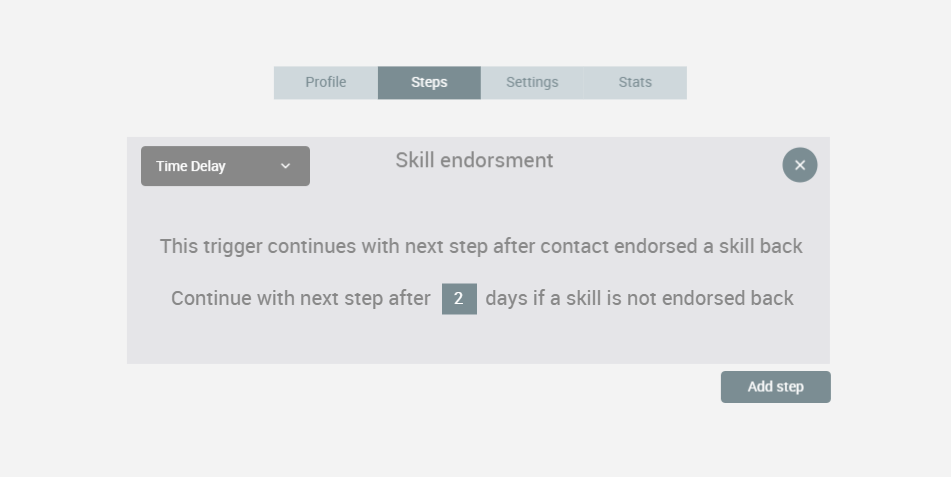 Profile Steps Settings Stats
Time Delay
Skill endorsment
This trigger continues with next step after contact endorsed a skill back
Continue with next step after 2 days if a skill is not endorsed back
Add step